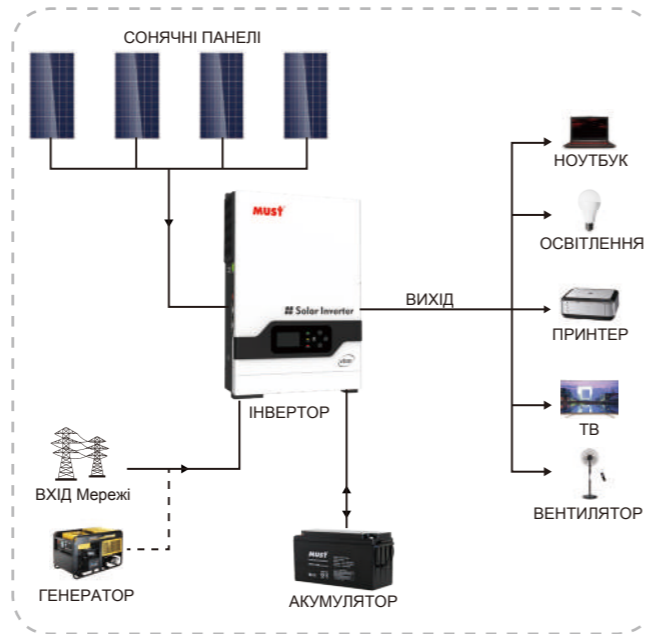 СОНЯЧНІ ПАНЕЛІ
MUST
Solar Inverter
ІНВЕРТОР
ВИХІД
НОУТБУК
ОСВІТЛЕННЯ
ПРИНТЕР
ТВ
ВЕНТИЛЯТОР
ВХІД Мережі
ГЕНЕРАТОР
MUST
АКУМУЛЯТОР